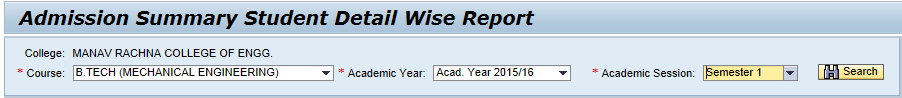 Admission Summary Student Detail Wise Report
College: MANAV RACHNA COLLEGE OF ENGG.
* Course: B.TECH (MECHANICAL ENGINEERING) * Academic Year: Acad. Year 2015/16 * Academic Session: Semester 1 Search